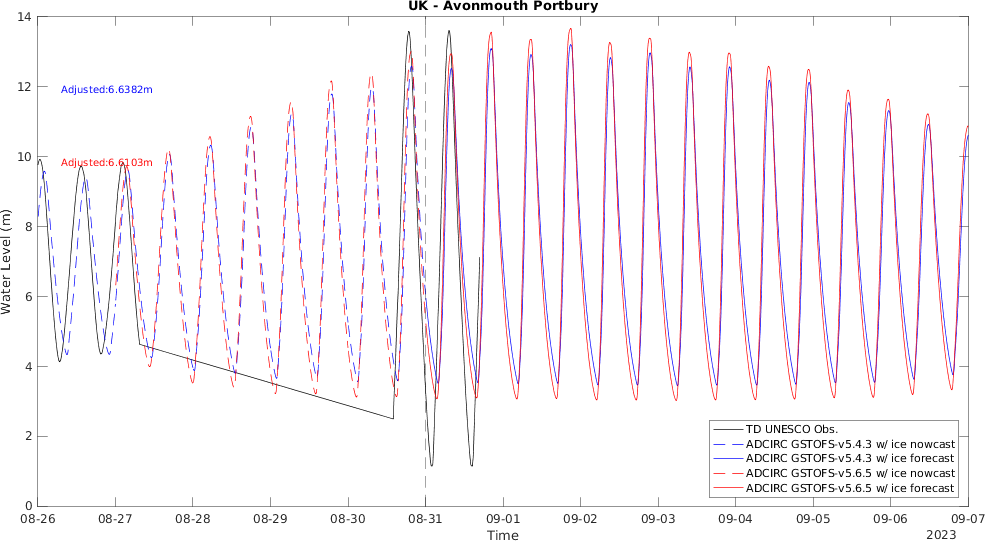 UK - Avonmouth Portbury
14
12
10
8
6
4
2
0
Water Level (m)
Adjusted:6.6382m
Adjusted:6.6103m
TD UNESCO Obs.
ADCIRC GSTOFS-v5.4.3 w/ ice nowcast
ADCIRC GSTOFS-v5.4.3 w/ ice forecast
ADCIRC GSTOFS-v5.6.5 w/ ice nowcast
ADCIRC GSTOFS-v5.6.5 w/ ice forecast
08-26 08-27 08-28 08-29 08-30 08-31 09-01 09-02 09-03 09-04 09-05 09-06 09-07
Time
2023